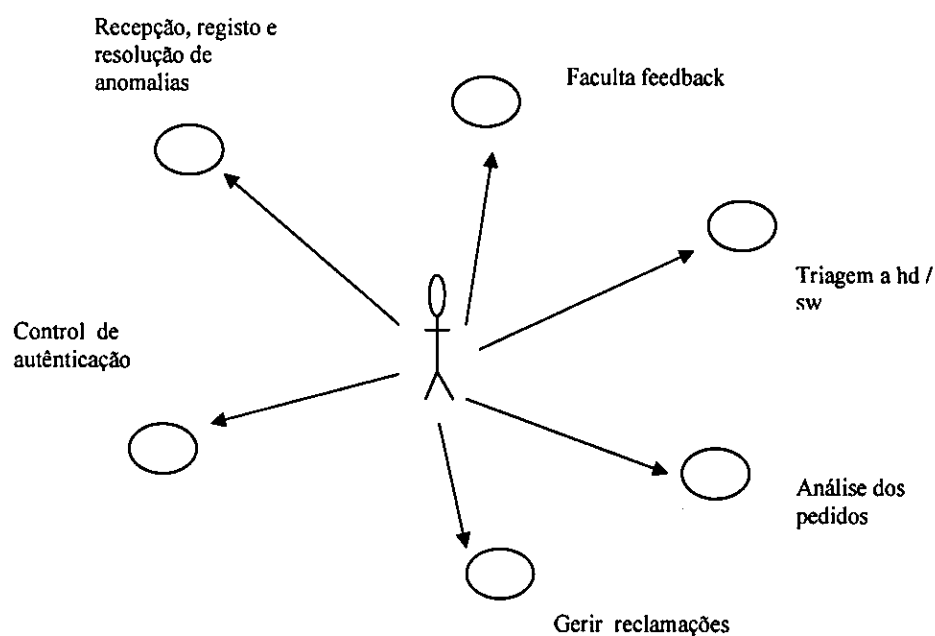 Recepção, registo e
resolução de
anomalias
Faculta feedback
Triagem a hd /
sw
Control de
autênticação
Análise dos
pedidos
Gerir reclamações